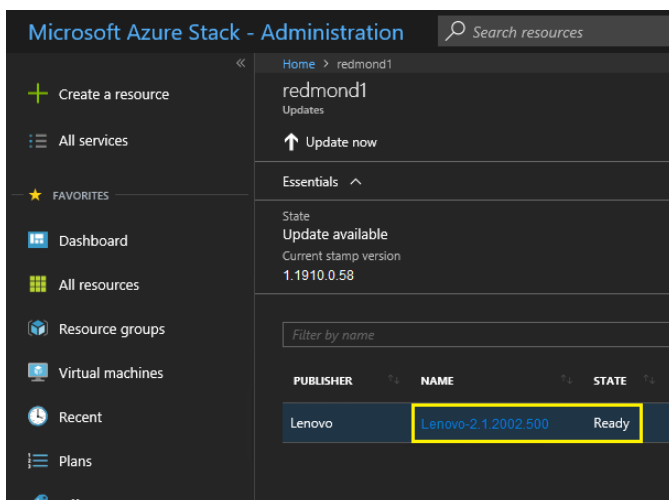 Microsoft Azure Stack - Administration
Search resources
«
Home > redmond1
redmond1
Updates
Update now
Create a resource
All services
FAVORITES
Dashboard
All resources
Resource groups
Virtual machines
Recent
Plans
Essentials
State
Update available
Current stamp version
1.1910.0.58
Filter by name
PUBLISHER NAME STATE
Lenovo Lenovo-2.1.2002.500 Ready